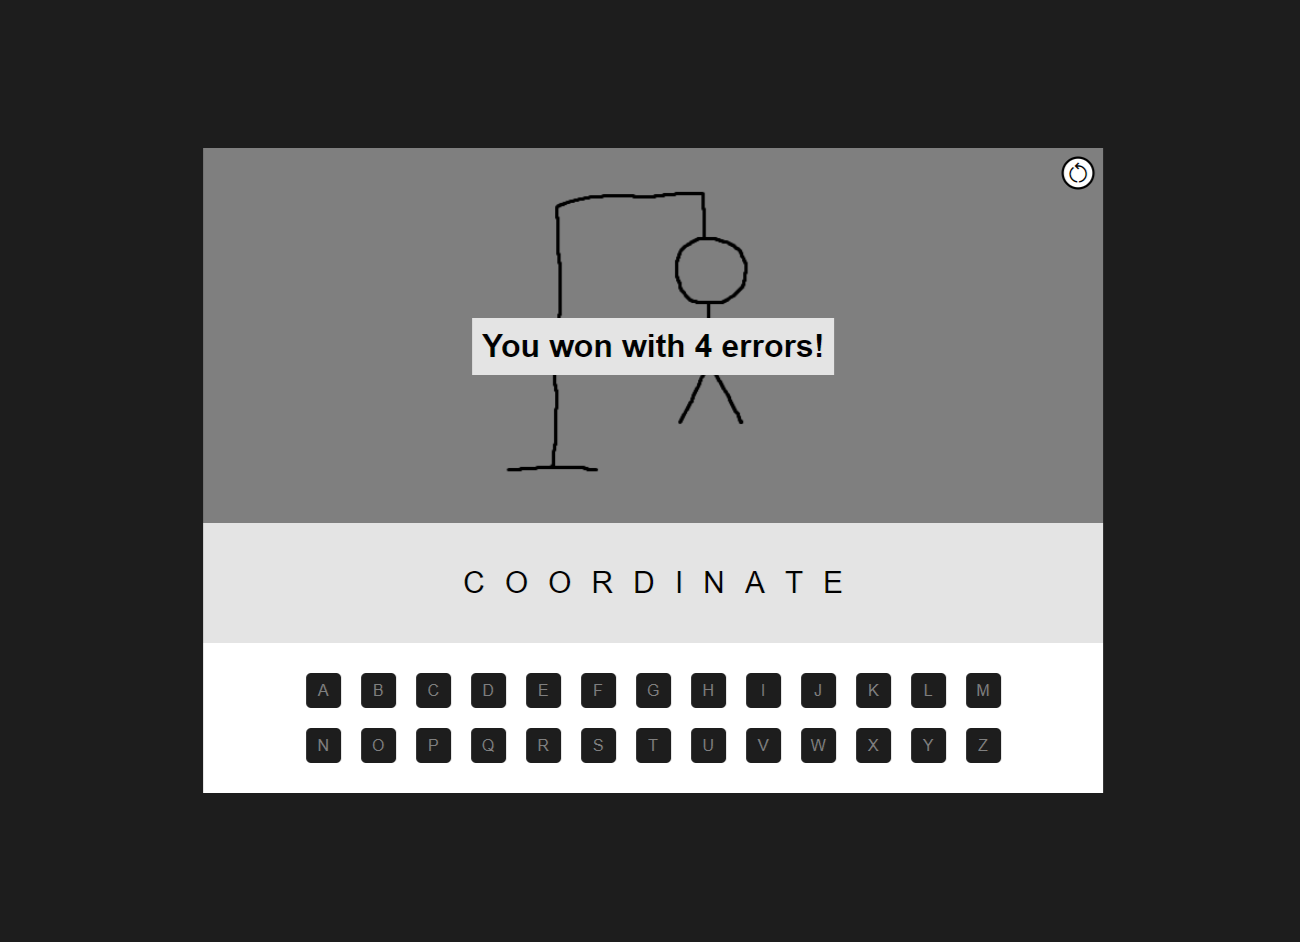 You won with 4 errors!
C O O R D I N A T E
A B C D E F G H I J K L M
N O P Q R S T U V W X Y Z